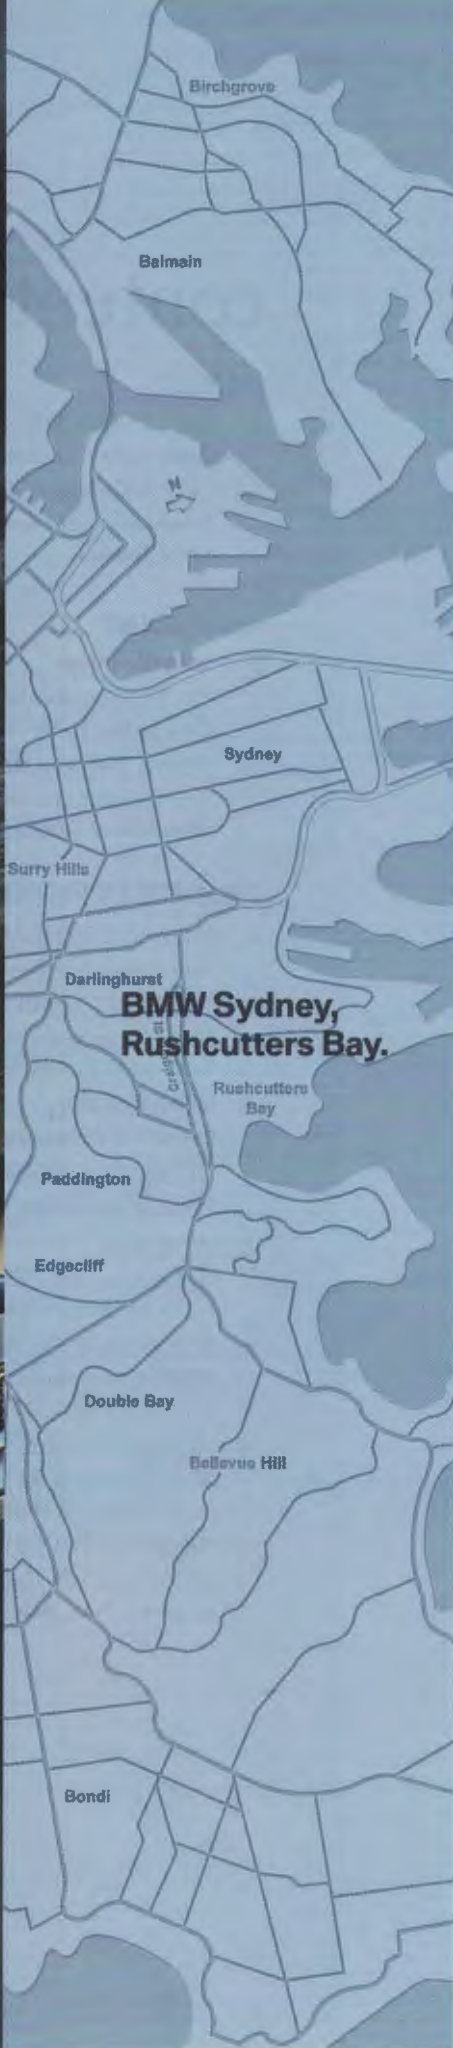 Birchgrove
Balmain
N
Sydney
Surry Hills
Darlinghurst
BMW Sydney,
Rushcutters Bay.
Rushcutters
Bay
Paddington
Edgecliff
Double Bay
Bellevue Hill
Bondi